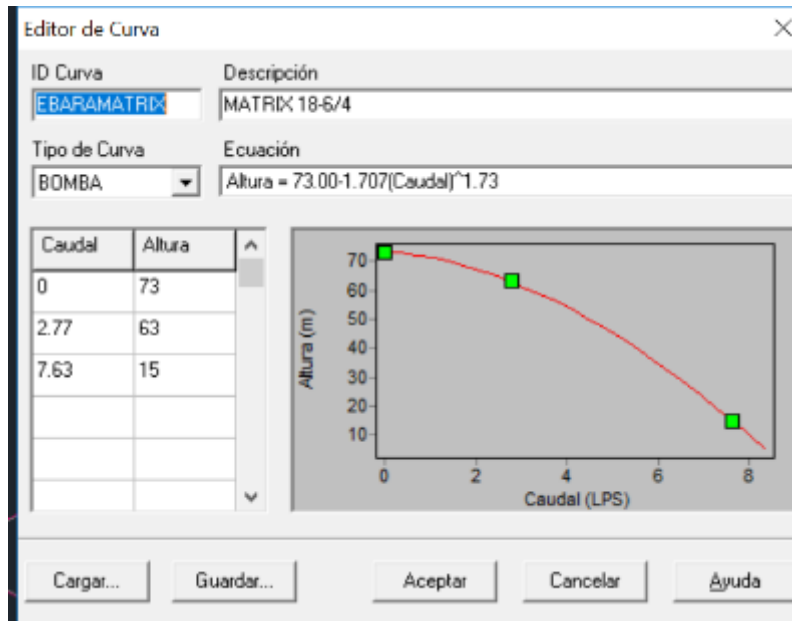 Editor de Curva
ID Curva
Descripción
EBARAMATRIX
MATRIX 18-6/4
Tipo de Curva
Ecuación
BOMBA
Altura = 73.00-1.707(Caudal)^1.73
Caudal Altura
0 73
2.77 63
7.63 15
70
60
50
40
30
20
10
Altura (m)
0 2 4 6 8
Caudal (LPS)
Cargar... Guardar... Aceptar Cancelar Ayuda